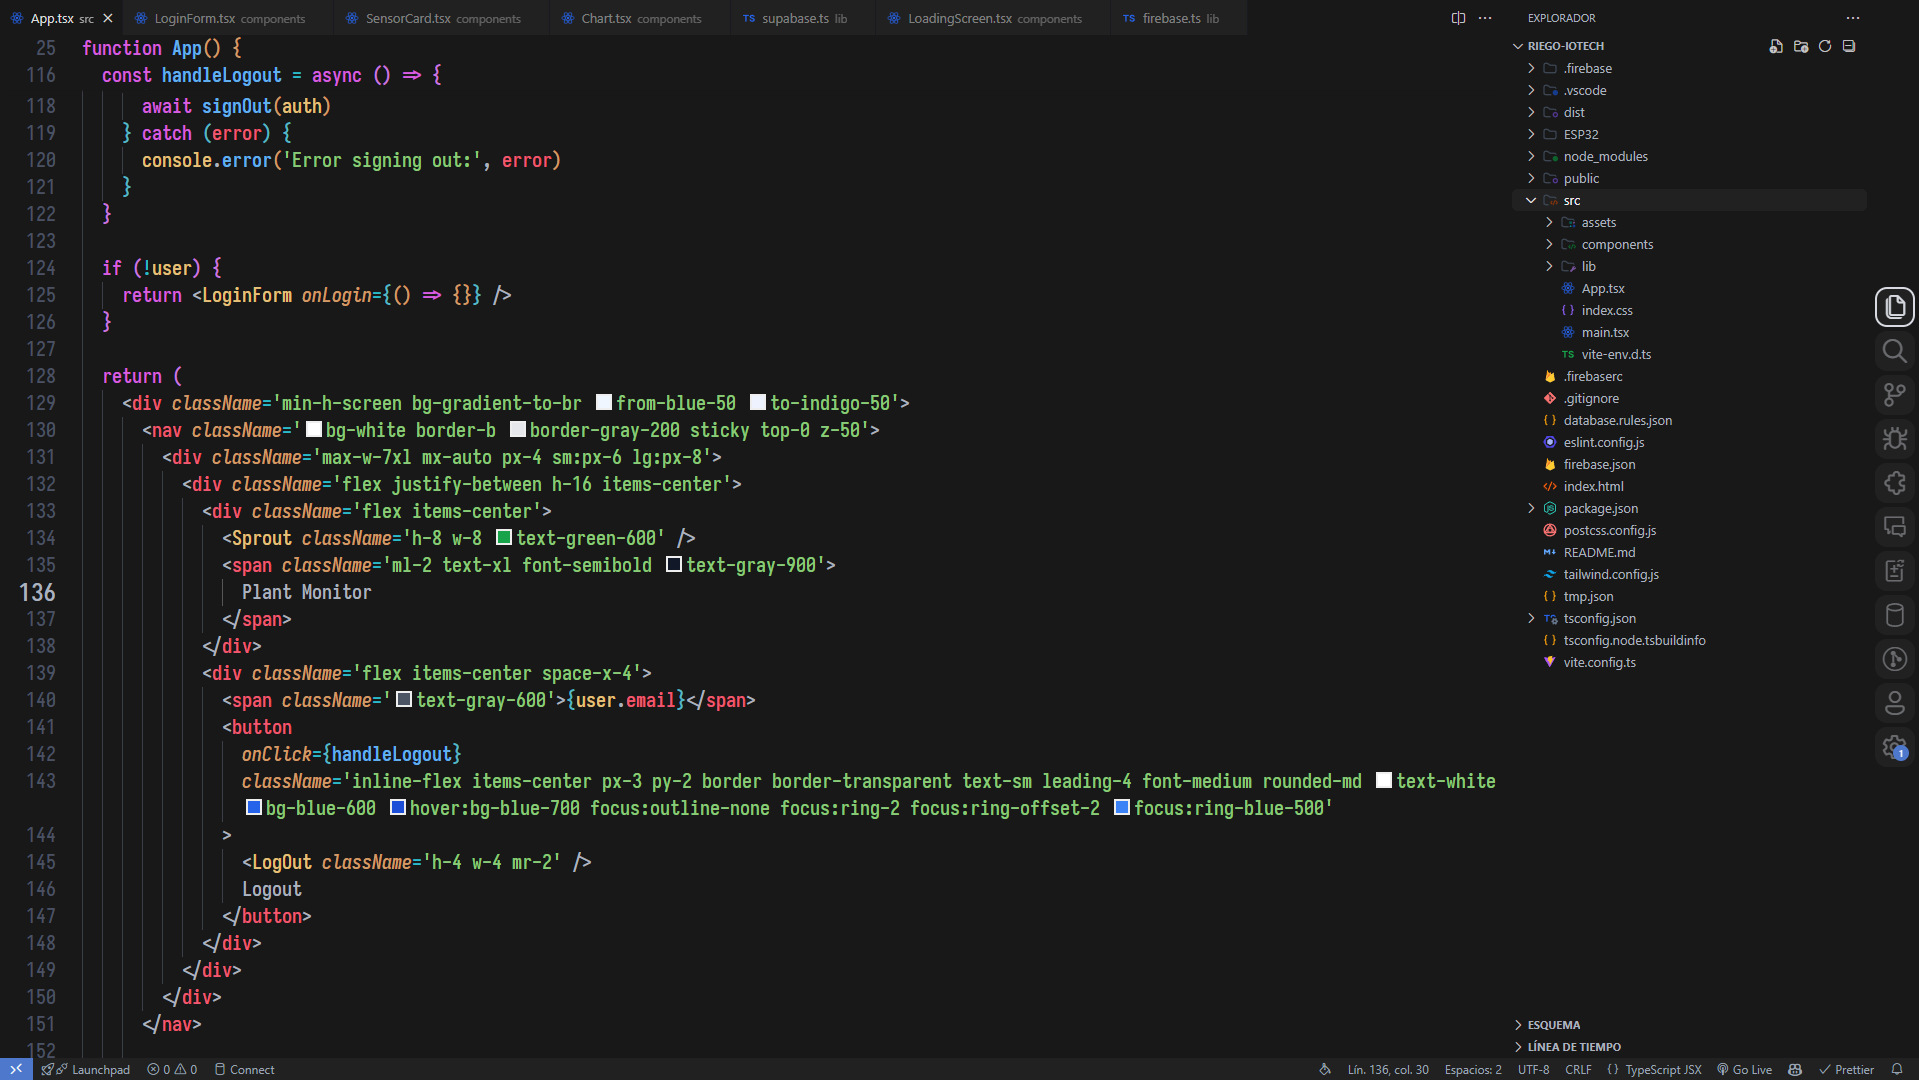 App.tsx src
LoginForm.tsx components
SensorCard.tsx components
Chart.tsx components
TS supabase.ts lib
LoadingScreen.tsx components
TS firebase.ts lib
25 function App() {
116 const handleLogout = async () => {
118 await signOut(auth)
119 } catch (error) {
120 console.error('Error signing out:', error)
121 }
122 }
123
124 if (!user) {
125 return <LoginForm onLogin={() => {}} />
126 }
127
128 return (
129 <div className='min-h-screen bg-gradient-to-br from-blue-50 to-indigo-50'>
130 <nav className='bg-white border-b border-gray-200 sticky top-0 z-50'>
131 <div className='max-w-7xl mx-auto px-4 sm:px-6 lg:px-8'>
132 <div className='flex justify-between h-16 items-center'>
133 <div className='flex items-center'>
134 <Sprout className='h-8 w-8 text-green-600' />
135 <span className='ml-2 text-xl font-semibold text-gray-900'>
136 Plant Monitor
137 </span>
138 </div>
139 <div className='flex items-center space-x-4'>
140 <span className='text-gray-600'>{user.email}</span>
141 <button
142 onClick={handleLogout}
143 className='inline-flex items-center px-3 py-2 border border-transparent text-sm leading-4 font-medium rounded-md text-white
bg-blue-600 hover:bg-blue-700 focus:outline-none focus:ring-2 focus:ring-offset-2 focus:ring-blue-500'
144 >
145 <LogOut className='h-4 w-4 mr-2' />
146 Logout
147 </button>
148 </div>
149 </div>
150 </div>
151 </nav>
152
EXPLORADOR
RIEGO-IOTECH
.firebase
.vscode
dist
ESP32
node_modules
public
src
assets
components
lib
App.tsx
{ } index.css
main.tsx
TS vite-env.d.ts
.firebaserc
.gitignore
{ } database.rules.json
eslint.config.js
firebase.json
index.html
package.json
postcss.config.js
README.md
tailwind.config.js
{ } tmp.json
tsconfig.json
{ } tsconfig.node.tsbuildinfo
vite.config.ts
ESQUEMA
LÍNEA DE TIEMPO
1
Launchpad
0 0
Connect
Lín. 136, col. 30
Espacios: 2
UTF-8
CRLF
{ } TypeScript JSX
Go Live
Prettier